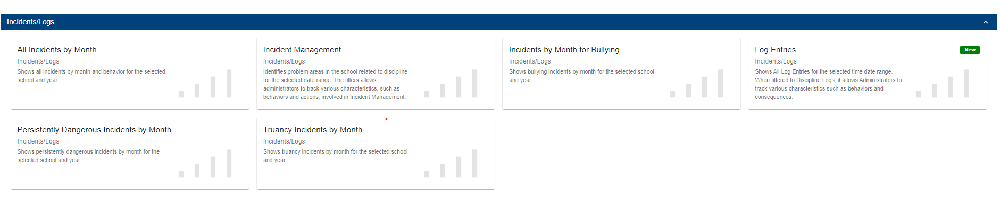 Incidents/Logs
All Incidents by Month
Incidents/Logs
Shows all incidents by month and behavior for the selected
school and year
Incident Management
Incidents/Logs
Identifies problem areas in the school related to discipline
for the selected date range. The filters allows
administrators to track various characteristics, such as
behaviors and actions, involved in Incident Management.
Incidents by Month for Bullying
Incidents/Logs
Shows bullying incidents by month for the selected school
and year.
Log Entries
New
Incidents/Logs
Shows All Log Entries for the selected time date range.
When filtered to Discipline Logs, it allows Administrators to
track various characteristics such as behaviors and
consequences.
Persistently Dangerous Incidents by Month
Incidents/Logs
Shows persistently dangerous incidents by month for the
selected school and year.
Truancy Incidents by Month
Incidents/Logs
Shows truancy incidents by month for the selected school
and year.